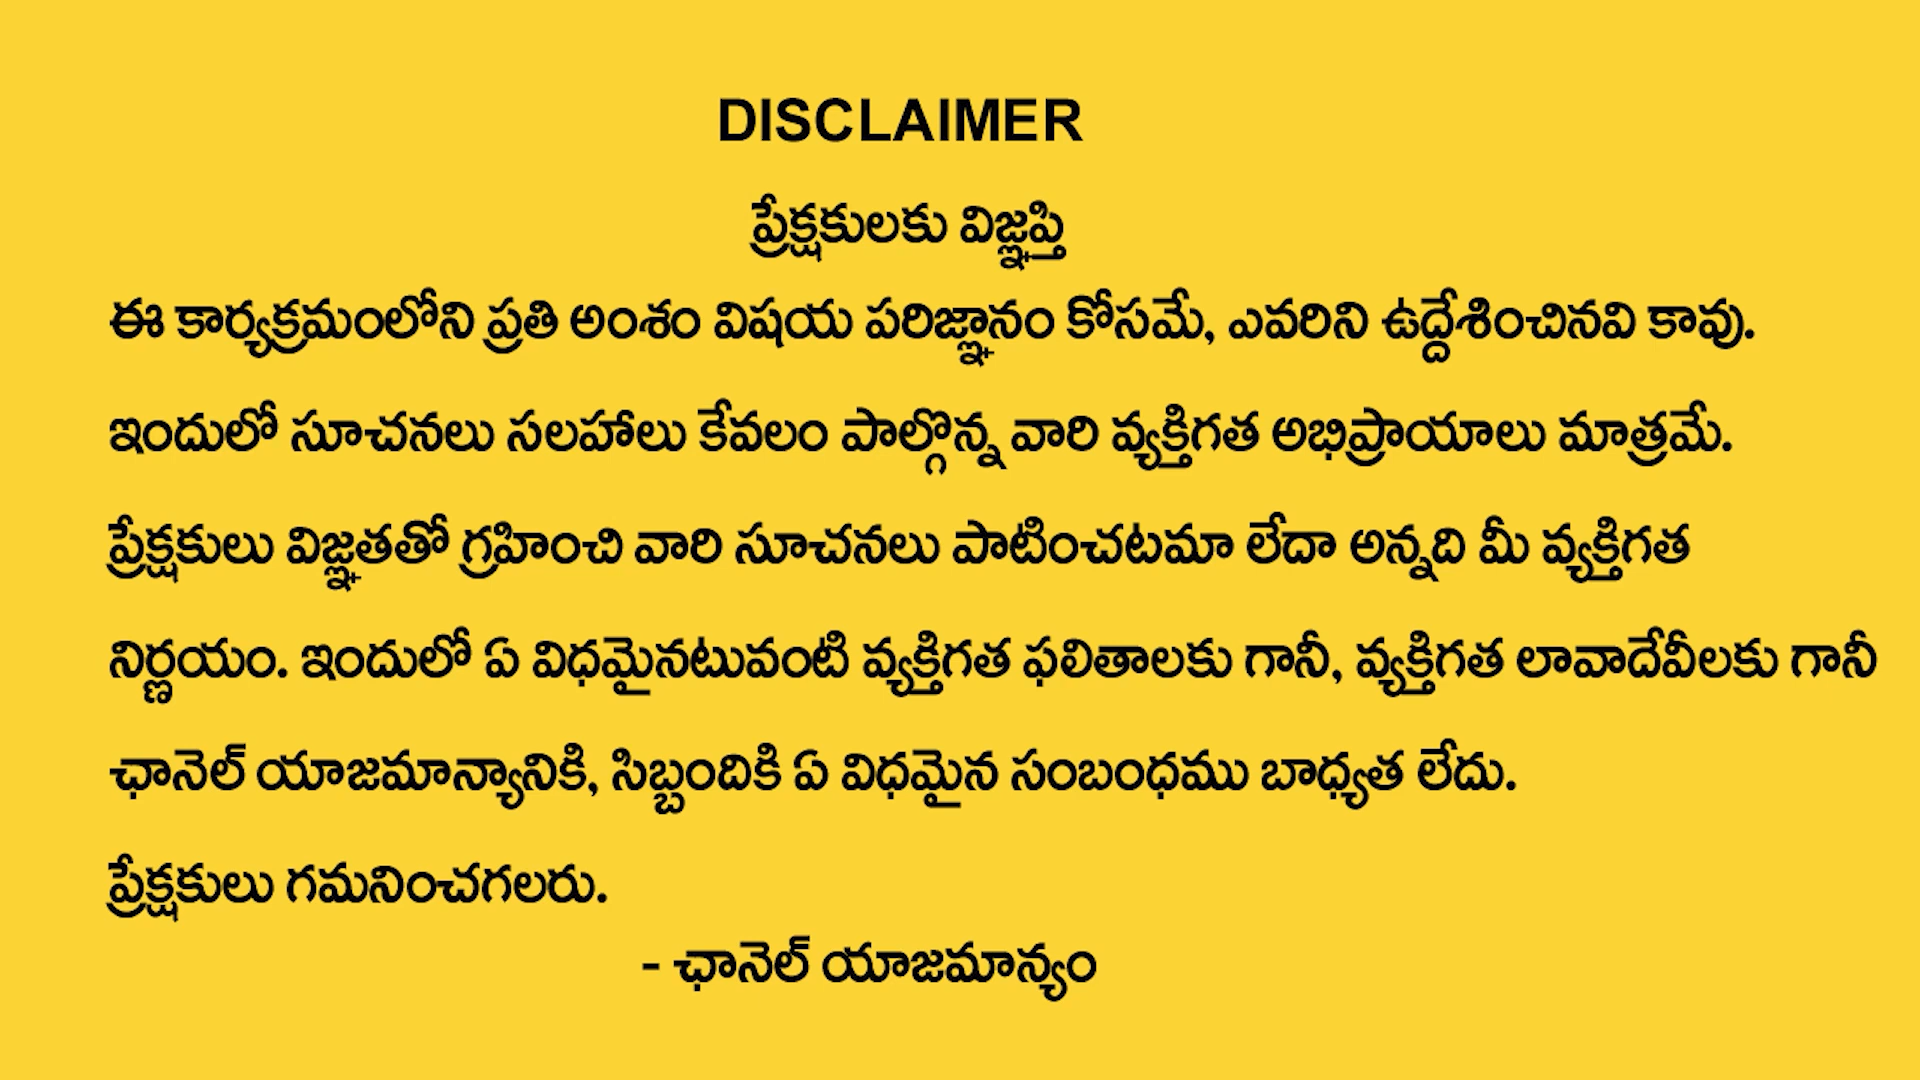 DISCLAIMER
ప్రేక్షకులకు విజ్ఞప్తి
ఈ కార్యక్రమంలోని ప్రతి అంశం విషయ పరిజ్ఞానం కోసమే, ఎవరిని ఉద్దేశించినవి కావు.
ఇందులో సూచనలు సలహాలు కేవలం పాల్గొన్న వారి వ్యక్తిగత అభిప్రాయాలు మాత్రమే.
ప్రేక్షకులు విజ్ఞతతో గ్రహించి వారి సూచనలు పాటించటమా లేదా అన్నది మీ వ్యక్తిగత
నిర్ణయం. ఇందులో ఏ విధమైనటువంటి వ్యక్తిగత ఫలితాలకు గానీ, వ్యక్తిగత లావాదేవీలకు గానీ
ఛానెల్ యాజమాన్యానికి, సిబ్బందికి ఏ విధమైన సంబంధము బాధ్యత లేదు.
ప్రేక్షకులు గమనించగలరు.
- ఛానెల్ యాజమాన్యం